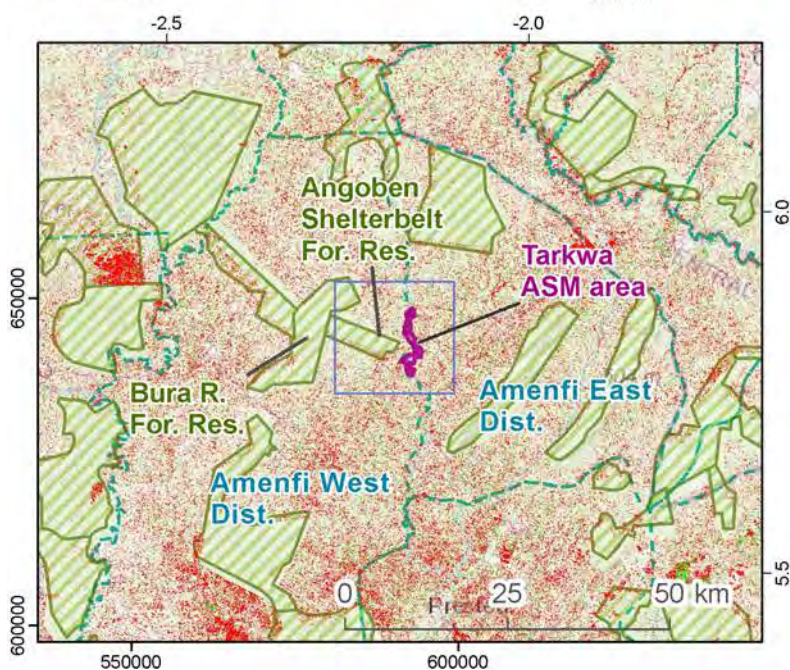 -2.5
-2.0
6.0
5.5
650000
600000
550000
600000
Angoben
Shelterbelt
For. Res.
Tarkwa
ASM area
Bura R.
For. Res.
Amenfi East
Dist.
Amenfi West
Dist.
0 25 50 km